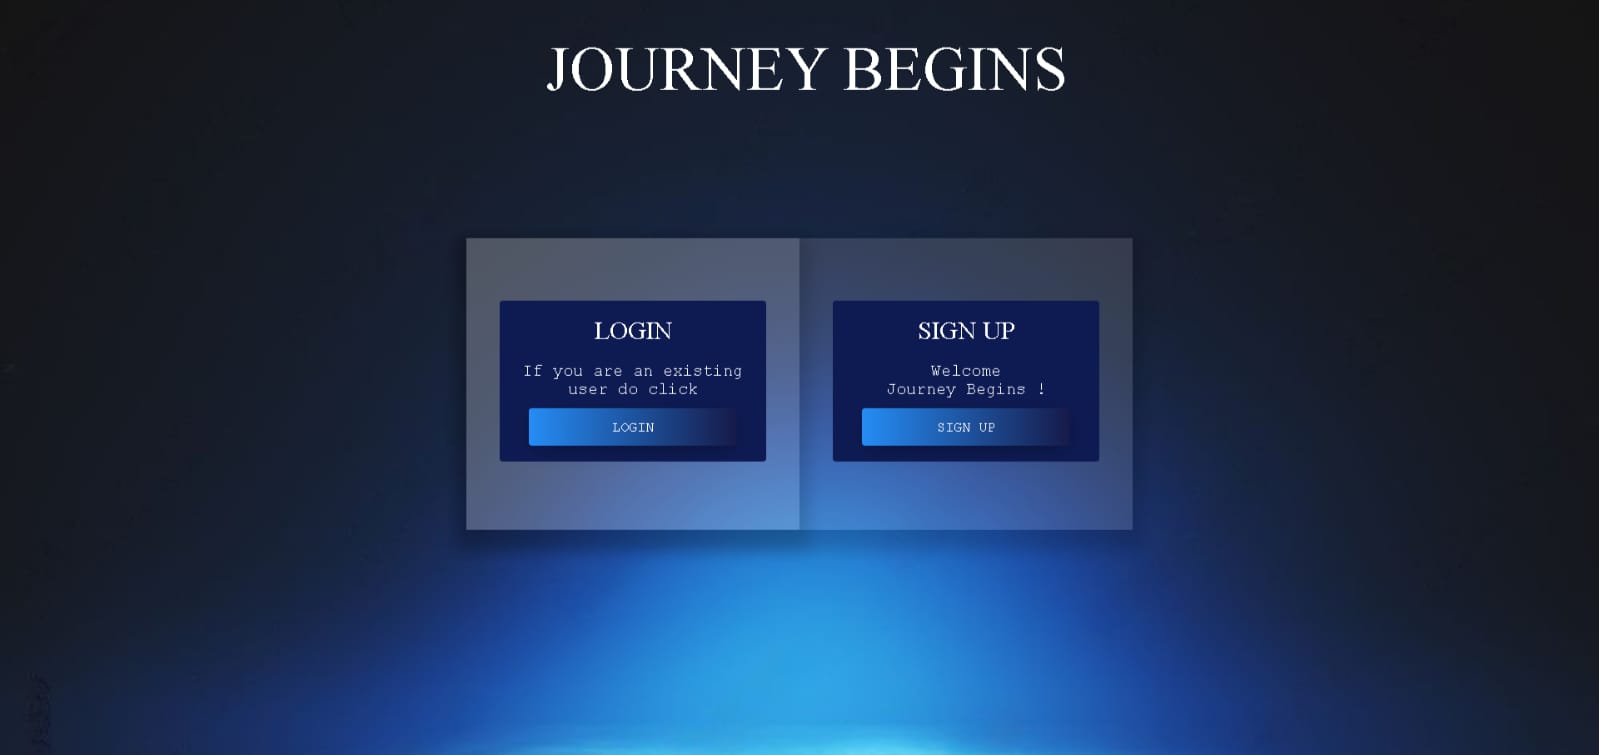 JOURNEY BEGINS
LOGIN
If you are an existing
user do click
LOGIN
SIGN UP
Welcome
Journey Begins !
SIGN UP